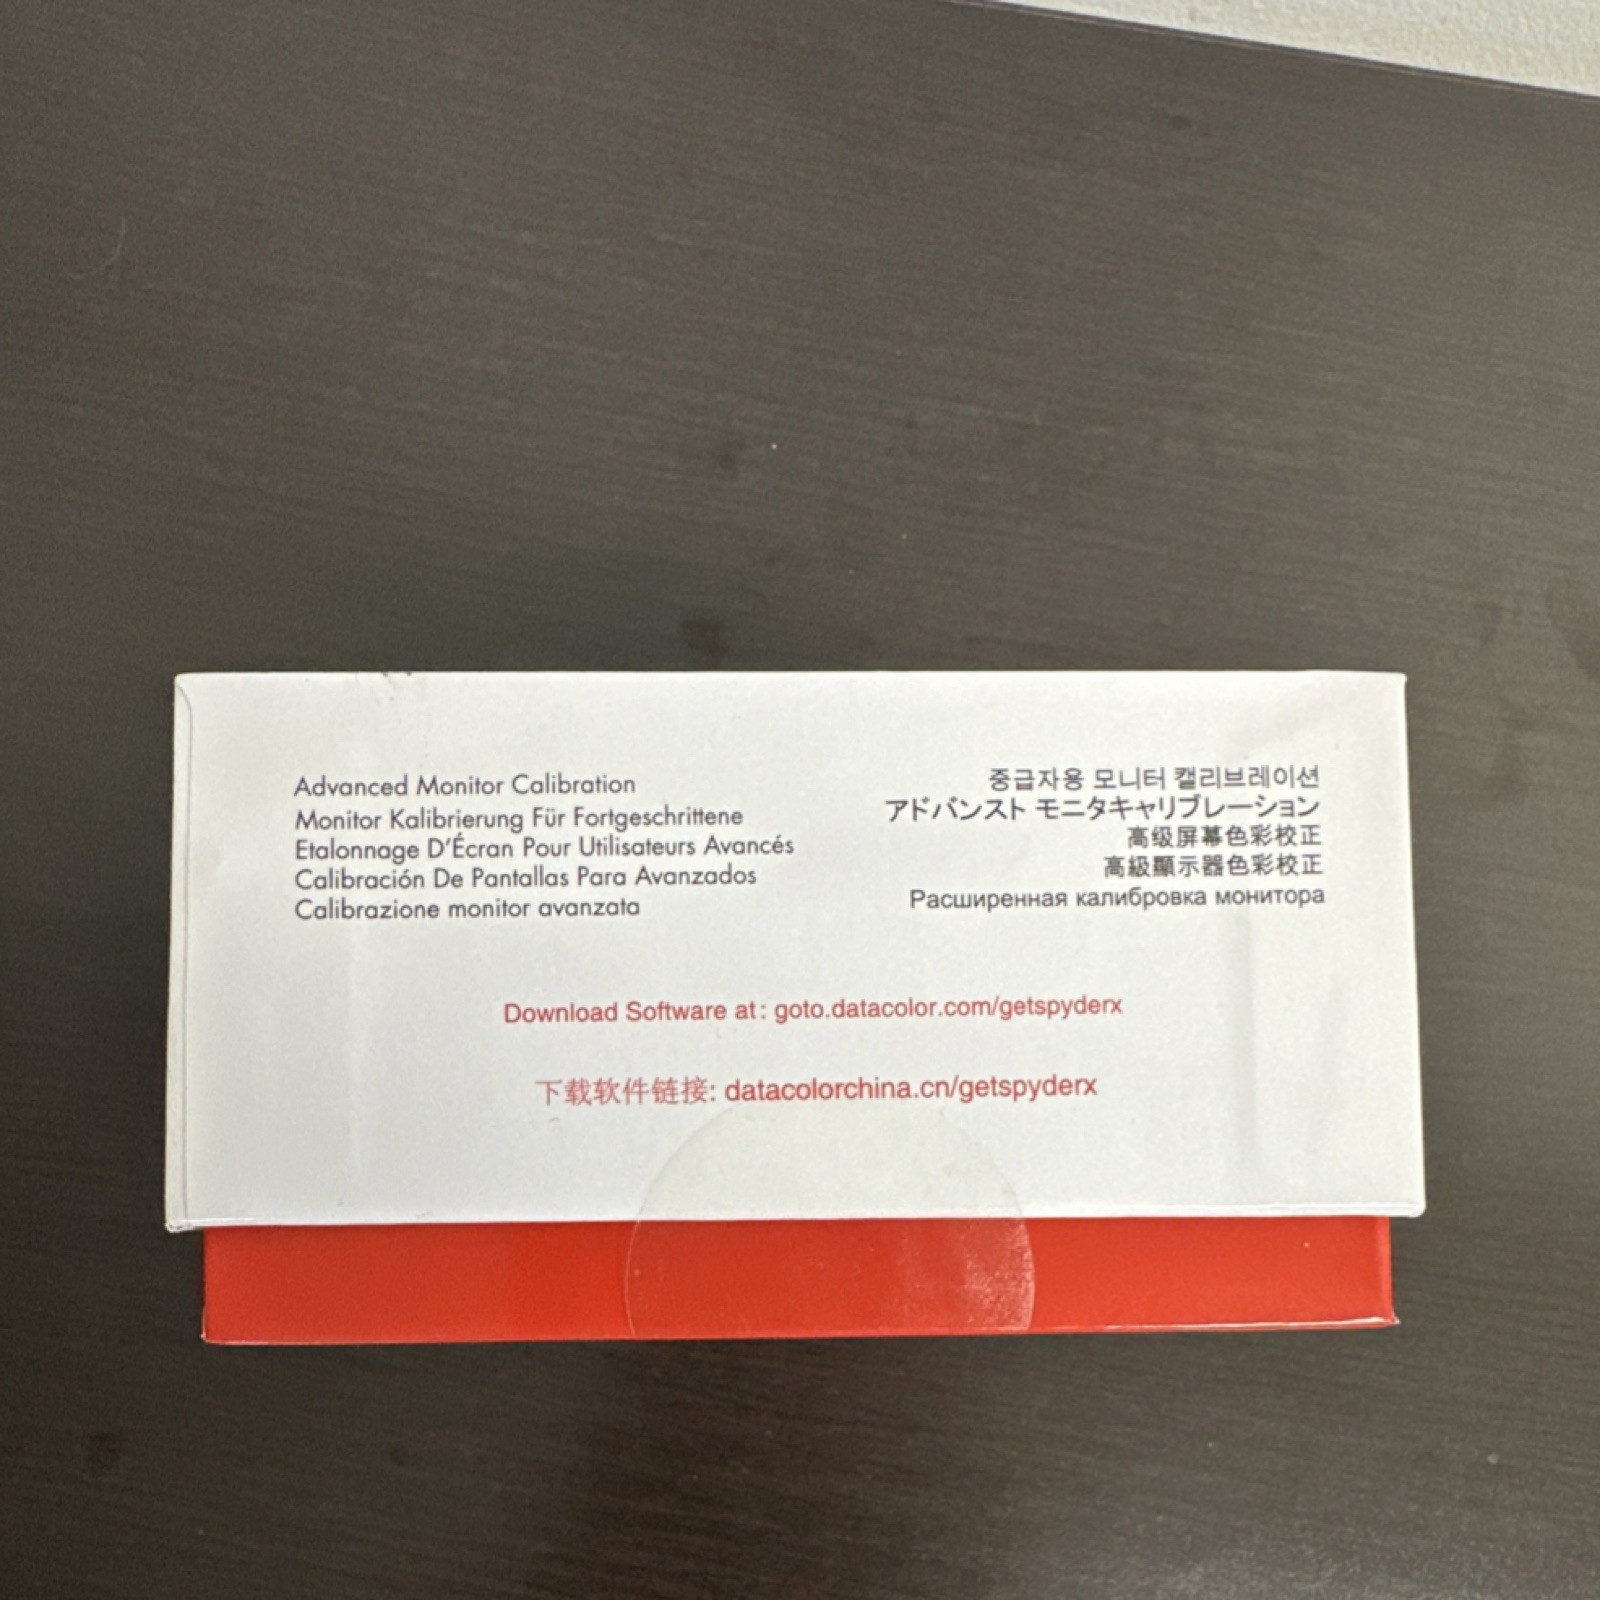 Advanced Monitor Calibration
Monitor Kalibrierung Für Fortgeschrittene
Etalonnage D'Écran Pour Utilisateurs Avancés
Calibración De Pantallas Para Avanzados
Calibrazione monitor avanzata
중급자용 모니터 캘리브레이션
アドバンスト モニタキャリブレーション
高级屏幕色彩校正
高級顯示器色彩校正
Расширенная калибровка монитора
Download Software at: goto.datacolor.com/getspyderx
下载软件链接: datacolorchina.cn/getspyderx